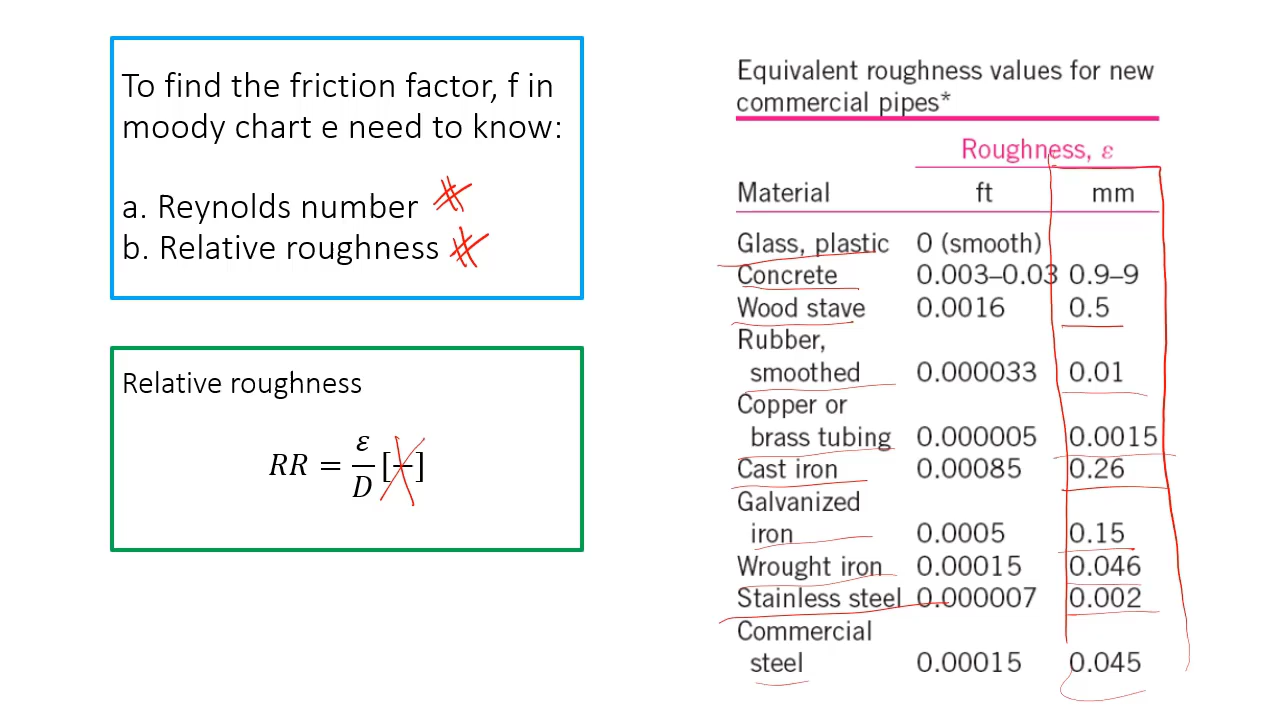 To find the friction factor, f in
moody chart e need to know:
a. Reynolds number
b. Relative roughness
Relative roughness
RR = ε/D [−]
Equivalent roughness values for new
commercial pipes*
Roughness, ε
Material ft mm
Glass, plastic 0 (smooth)
Concrete 0.003–0.03 0.9–9
Wood stave 0.0016 0.5
Rubber,
smoothed 0.000033 0.01
Copper or
brass tubing 0.000005 0.0015
Cast iron 0.00085 0.26
Galvanized
iron 0.0005 0.15
Wrought iron 0.00015 0.046
Stainless steel 0.000007 0.002
Commercial
steel 0.00015 0.045